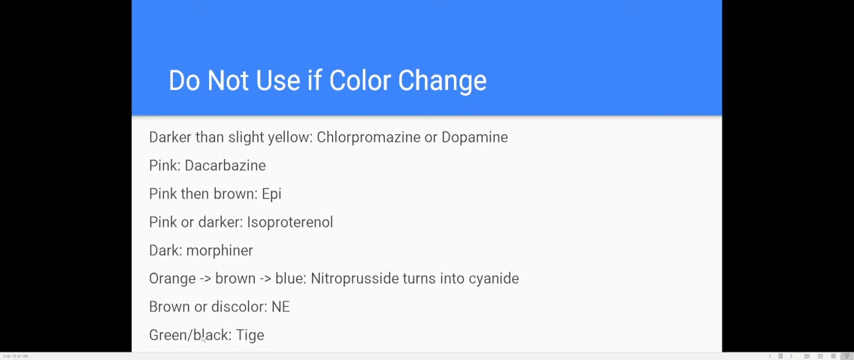 Do Not Use if Color Change
Darker than slight yellow: Chlorpromazine or Dopamine
Pink: Dacarbazine
Pink then brown: Epi
Pink or darker: Isoproterenol
Dark: morphiner
Orange -> brown -> blue: Nitroprusside turns into cyanide
Brown or discolor: NE
Green/black: Tige